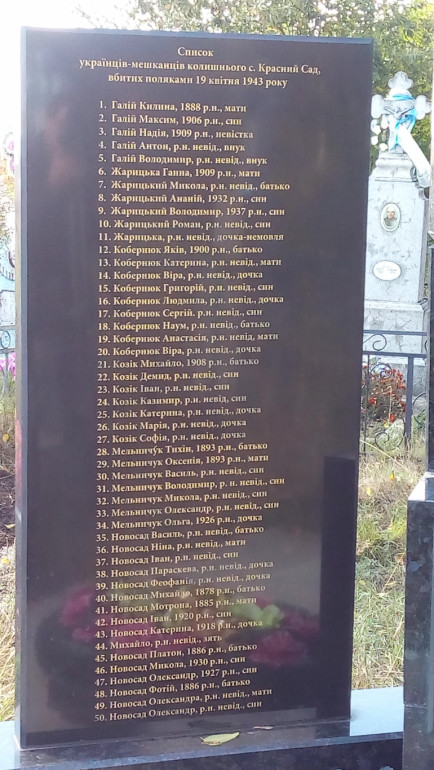 Список
українців-мешканців колишнього с. Красний Сад,
вбитих поляками 19 квітня 1943 року
1. Галій Килина, 1888 р.н., мати
2. Галій Максим, 1906 р.н., син
3. Галій Надія, 1909 р.н., невістка
4. Галій Антон, р.н. невід., внук
5. Галій Володимир, р.н. невід., внук
6. Жарицька Ганна, 1909 р.н., мати
7. Жарицький Микола, р.н. невід., батько
8. Жарицький Ананій, 1932 р.н., син
9. Жарицький Володимир, 1937 р.н., син
10. Жарицький Роман, р.н. невід., син
11. Жарицька, р.н. невід., дочка-немовля
12. Кобернюк Яків, 1900 р.н., батько
13. Кобернюк Катерина, р.н. невід., мати
14. Кобернюк Віра, р.н. невід., дочка
15. Кобернюк Григорій, р.н. невід., син
16. Кобернюк Людмила, р.н. невід., дочка
17. Кобернюк Сергій, р.н. невід., син
18. Кобернюк Наум, р.н. невід., батько
19. Кобернюк Анастасія, р.н. невід, мати
20. Кобернюк Віра, р.н. невід., дочка
21. Козік Михайло, 1908 р.н., батько
22. Козік Демид, р.н. невід., син
23. Козік Іван, р.н. невід., син
24. Козік Казимир, р.н. невід, син
25. Козік Катерина, р.н. невід., дочка
26. Козік Марія, р.н. невід., дочка
27. Козік Софія, р.н. невід., дочка
28. Мельничук Тихін, 1893 р.н., батько
29. Мельничук Оксенія, 1893 р.н., мати
30. Мельничук Василь, р.н. невід., син
31. Мельничук Володимир, р. н. невід., син
32. Мельничук Микола, р.н. невід., син
33. Мельничук Олександр, р.н. невід., син
34. Мельничук Ольга, 1926 р.н., дочка
35. Новосад Василь, р.н. невід., батько
36. Новосад Ніна, р.н. невід., мати
37. Новосад Іван, р.н. невід., син
38. Новосад Параскева, р.н. невід., дочка
39. Новосад Феофанія, р.н. невід., дочка
40. Новосад Михайло, 1878 р.н., батько
41. Новосад Мотрона, 1885 р.н., мати
42. Новосад Іван, 1920 р.н., син
43. Новосад Катерина, 1918 р.н., дочка
44. Михайло, р.н. невід., зять
45. Новосад Платон, 1886 р.н., батько
46. Новосад Микола, 1930 р.н., син
47. Новосад Олександр, 1927 р.н., син
48. Новосад Фотій, 1886 р.н., батько
49. Новосад Олександра, р.н. невід., мати
50. Новосад Олександр, р.н. невід., син